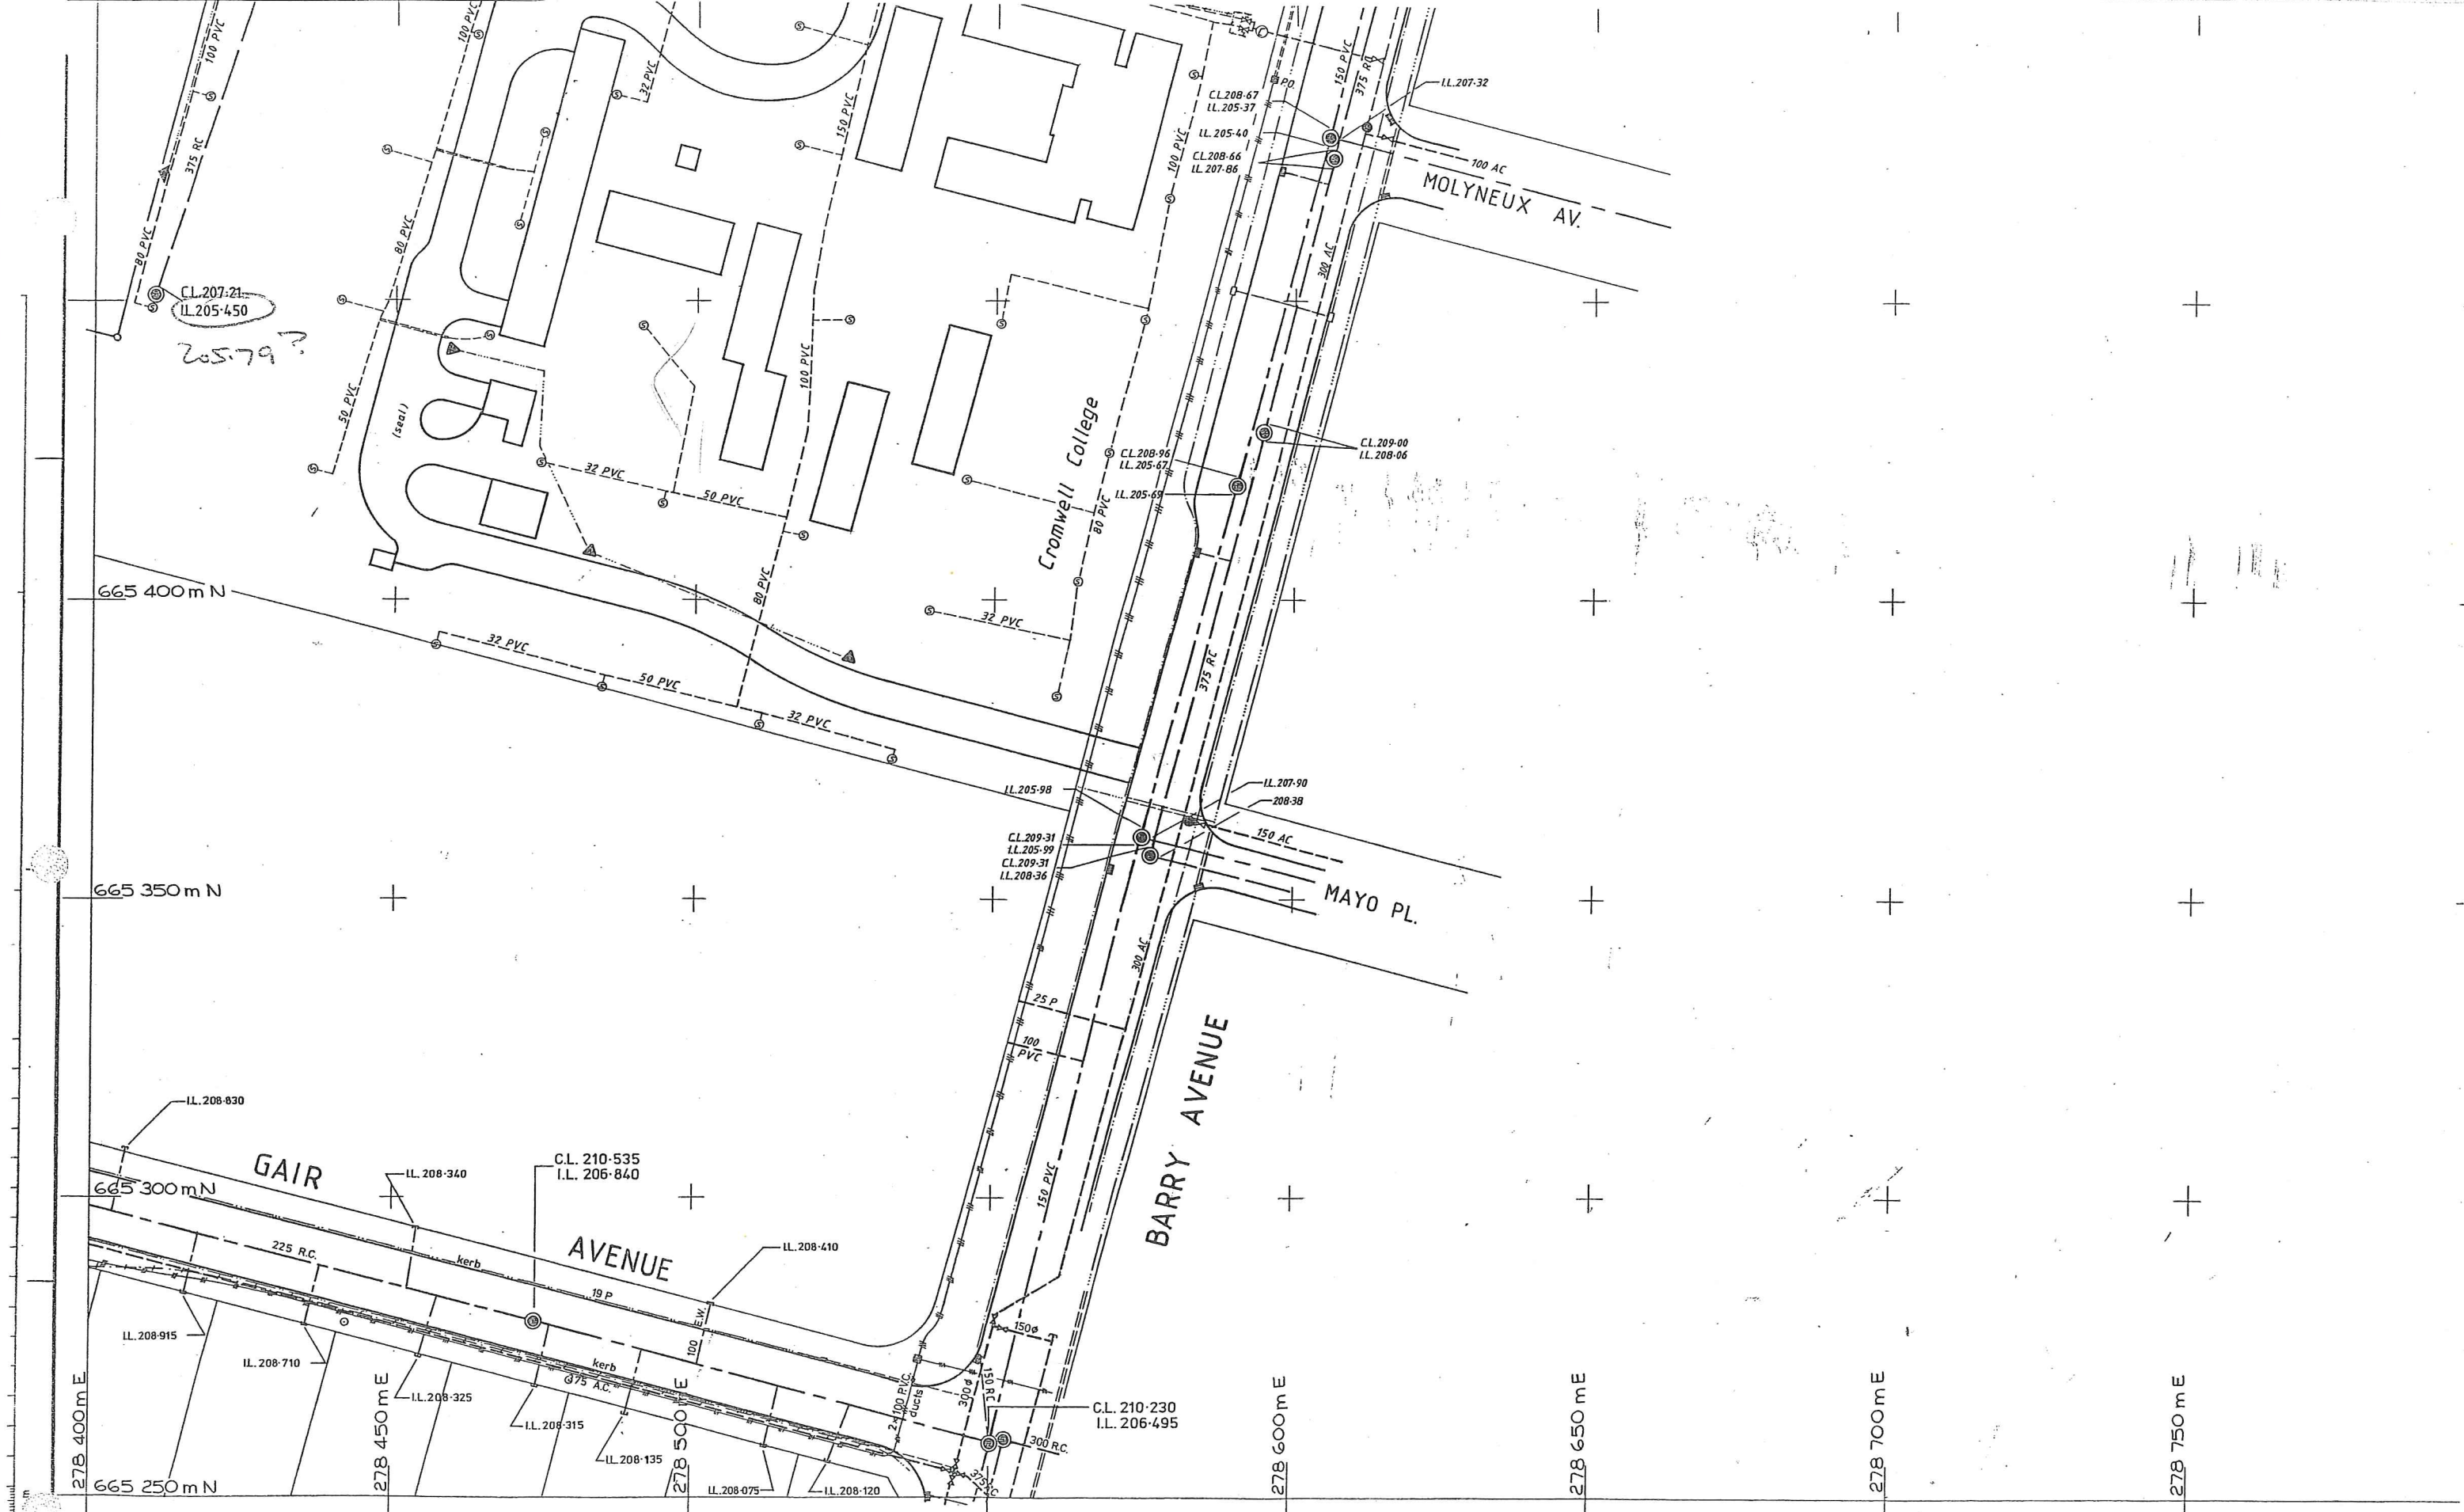 100 PVC
100 PVC
32 PVC
150 PVC
150 PVC
375 RC
I.L.207·32
P.O.
C.L.208·67
I.L.205·37
I.L.205·40
C.L.208·66
I.L.207·86
100 PVC
100 AC
MOLYNEUX AV.
375 RC
80 PVC
80 PVC
300 AC
C.L.207·21
I.L.205·450
205·79?
50 PVC
(seal)
100 PVC
Cromwell College
C.L.209·00
I.L.208·06
C.L.208·96
I.L.205·67
I.L.205·69
32 PVC
50 PVC
80 PVC
80 PVC
665 400 m N
32 PVC
32 PVC
50 PVC
32 PVC
375 RC
I.L.205·98
I.L.207·90
208·38
C.L.209·31
I.L.205·99
C.L.209·31
I.L.208·36
150 AC
MAYO PL.
665 350 m N
300 AC
25 P
100
PVC
BARRY AVENUE
I.L.208·830
GAIR
AVENUE
C.L. 210·535
I.L. 206·840
I.L.208·340
665 300 m N
150 PVC
225 R.C.
kerb
19 P
I.L.208·410
100 E.W.
I.L.208·915
I.L.208·710
I.L.208·325
I.L.208·315
I.L.208·135
I.L.208·075
I.L.208·120
kerb
175 A.C.
2×100 P.V.C.
ducts
300 ø
150 RC
150ø
C.L. 210·230
I.L. 206·495
300 R.C.
665 250 m N
278 400 m E
278 450 m E
278 500 m E
278 600 m E
278 650 m E
278 700 m E
278 750 m E